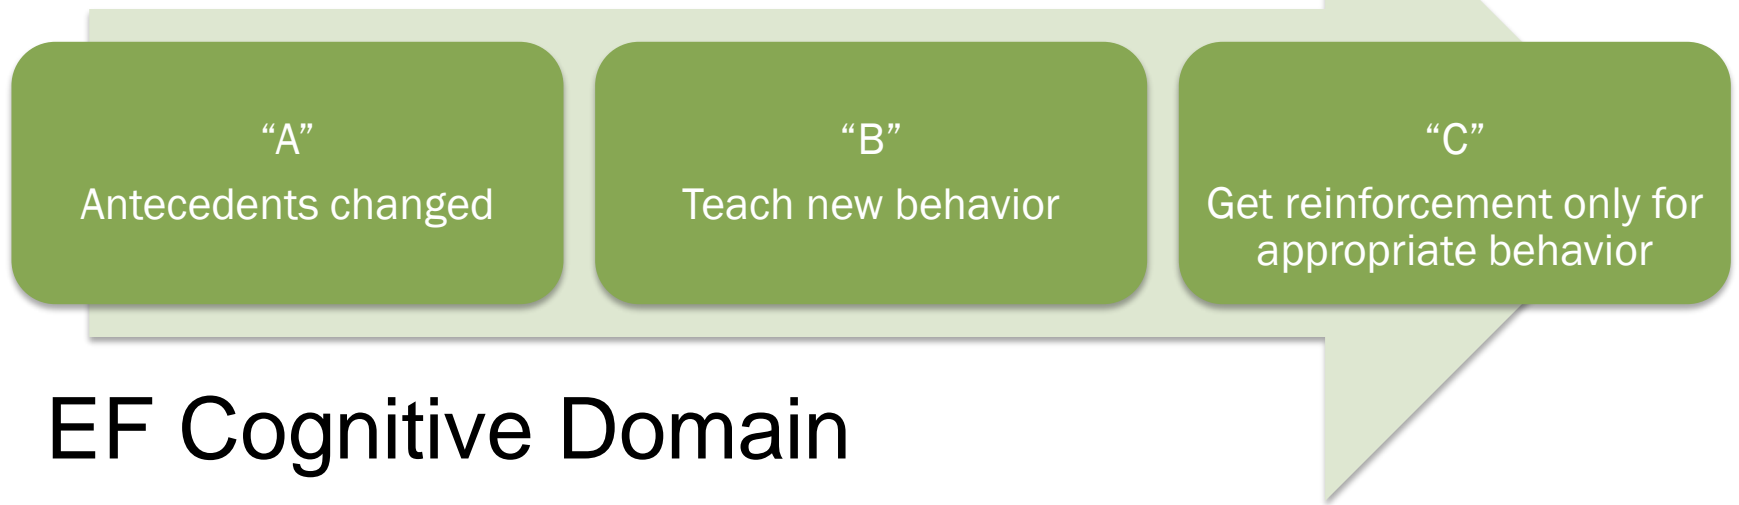 “A”
Antecedents changed
“B”
Teach new behavior
“C”
Get reinforcement only for
appropriate behavior
EF Cognitive Domain